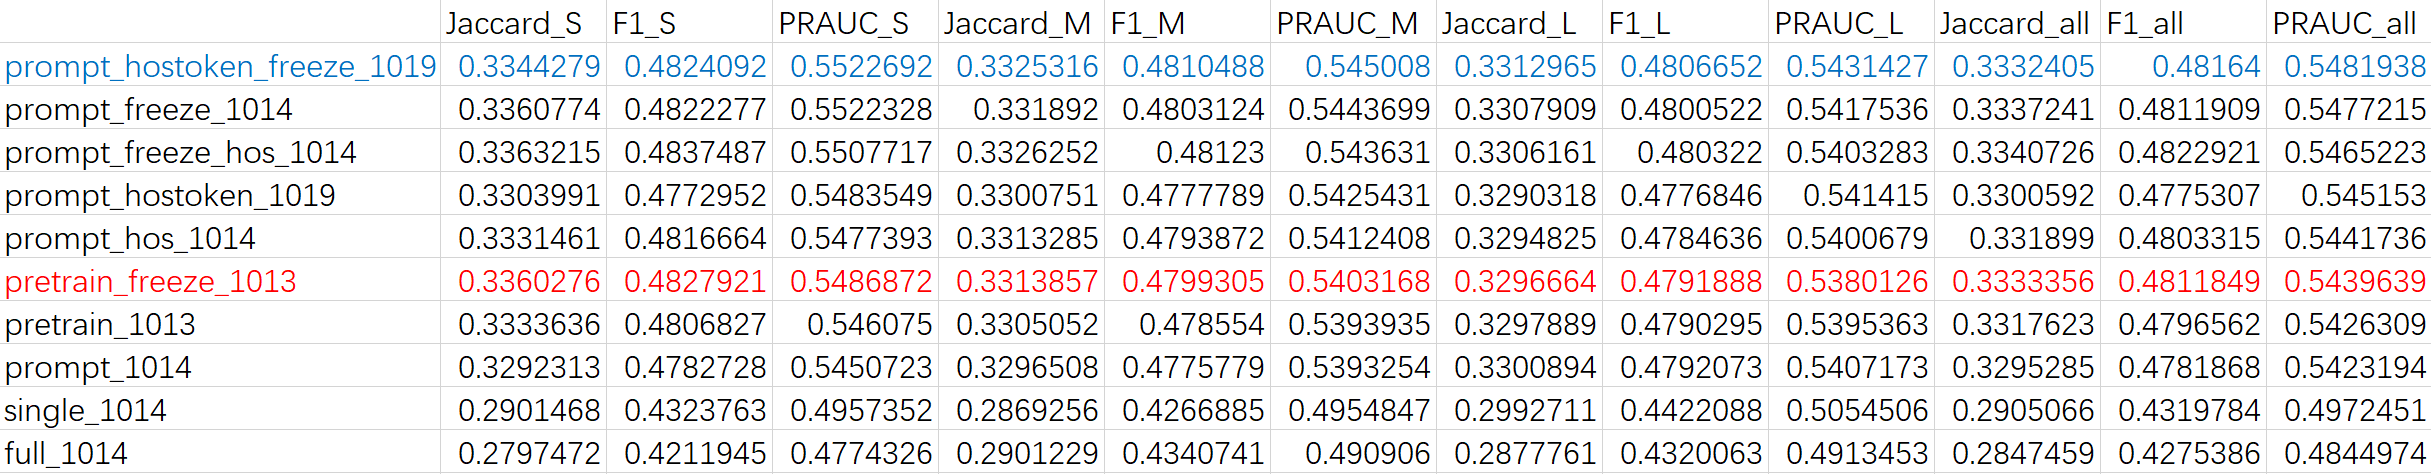 Jaccard_S F1_S PRAUC_S Jaccard_M F1_M PRAUC_M Jaccard_L F1_L PRAUC_L Jaccard_all F1_all PRAUC_all
prompt_hostoken_freeze_1019 0.3344279 0.4824092 0.5522692 0.3325316 0.4810488 0.545008 0.3312965 0.4806652 0.5431427 0.3332405 0.48164 0.5481938
prompt_freeze_1014 0.3360774 0.4822277 0.5522328 0.331892 0.4803124 0.5443699 0.3307909 0.4800522 0.5417536 0.3337241 0.4811909 0.5477215
prompt_freeze_hos_1014 0.3363215 0.4837487 0.5507717 0.3326252 0.48123 0.543631 0.3306161 0.480322 0.5403283 0.3340726 0.4822921 0.5465223
prompt_hostoken_1019 0.3303991 0.4772952 0.5483549 0.3300751 0.4777789 0.5425431 0.3290318 0.4776846 0.541415 0.3300592 0.4775307 0.545153
prompt_hos_1014 0.3331461 0.4816664 0.5477393 0.3313285 0.4793872 0.5412408 0.3294825 0.4784636 0.5400679 0.331899 0.4803315 0.5441736
pretrain_freeze_1013 0.3360276 0.4827921 0.5486872 0.3313857 0.4799305 0.5403168 0.3296664 0.4791888 0.5380126 0.3333356 0.4811849 0.5439639
pretrain_1013 0.3333636 0.4806827 0.546075 0.3305052 0.478554 0.5393935 0.3297889 0.4790295 0.5395363 0.3317623 0.4796562 0.5426309
prompt_1014 0.3292313 0.4782728 0.5450723 0.3296508 0.4775779 0.5393254 0.3300894 0.4792073 0.5407173 0.3295285 0.4781868 0.5423194
single_1014 0.2901468 0.4323763 0.4957352 0.2869256 0.4266885 0.4954847 0.2992711 0.4422088 0.5054506 0.2905066 0.4319784 0.4972451
full_1014 0.2797472 0.4211945 0.4774326 0.2901229 0.4340741 0.490906 0.2877761 0.4320063 0.4913453 0.2847459 0.4275386 0.4844974